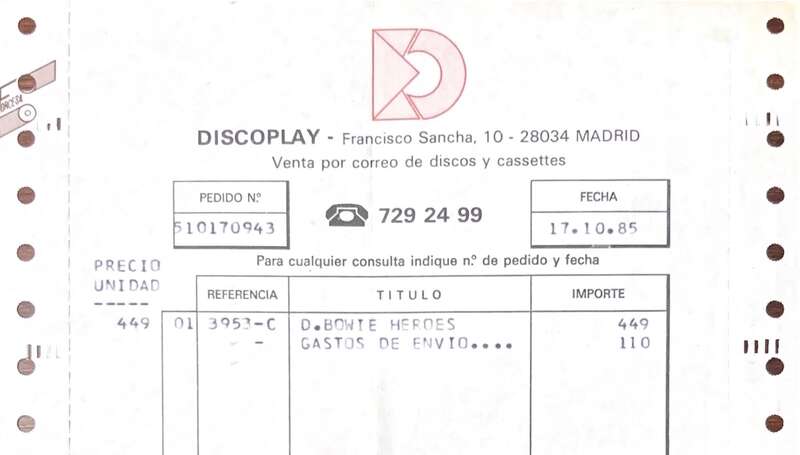 DISCOPLAY - Francisco Sancha, 10 - 28034 MADRID
Venta por correo de discos y cassettes
PEDIDO N.º
510170943
729 24 99
FECHA
17.10.85
Para cualquier consulta indique n.º de pedido y fecha
PRECIO
UNIDAD
-----
REFERENCIA TITULO IMPORTE
449 01 3953-C D.BOWIE HEROES 449
- - GASTOS DE ENVIO.... 110